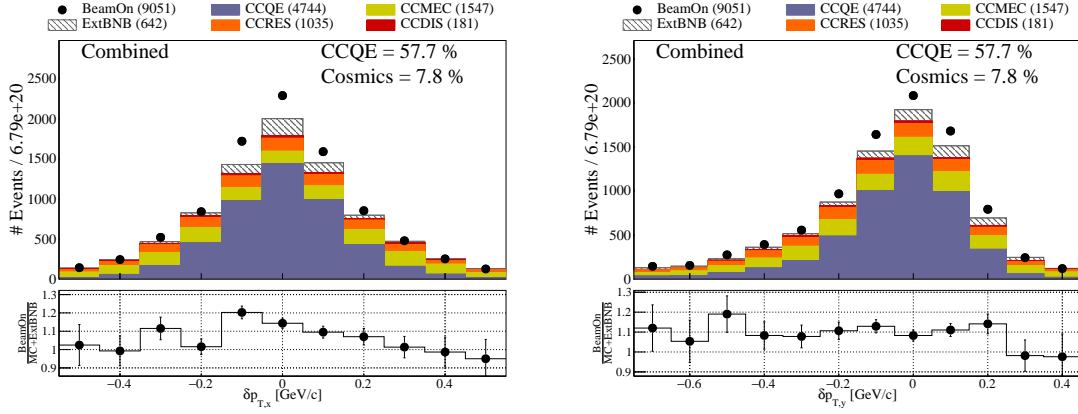 BeamOn (9051) CCQE (4744) CCMEC (1547)
ExtBNB (642) CCRES (1035) CCDIS (181)
Combined
CCQE = 57.7 %
Cosmics = 7.8 %
# Events / 6.79e+20
2500
2000
1500
1000
500
0
BeamOn
MC+ExtBNB
1.3
1.2
1.1
1
0.9
−0.4 −0.2 0 0.2 0.4
δp_{T,x} [GeV/c]
BeamOn (9051) CCQE (4744) CCMEC (1547)
ExtBNB (642) CCRES (1035) CCDIS (181)
Combined
CCQE = 57.7 %
Cosmics = 7.8 %
# Events / 6.79e+20
2500
2000
1500
1000
500
0
BeamOn
MC+ExtBNB
1.3
1.2
1.1
1
0.9
−0.6 −0.4 −0.2 0 0.2 0.4
δp_{T,y} [GeV/c]